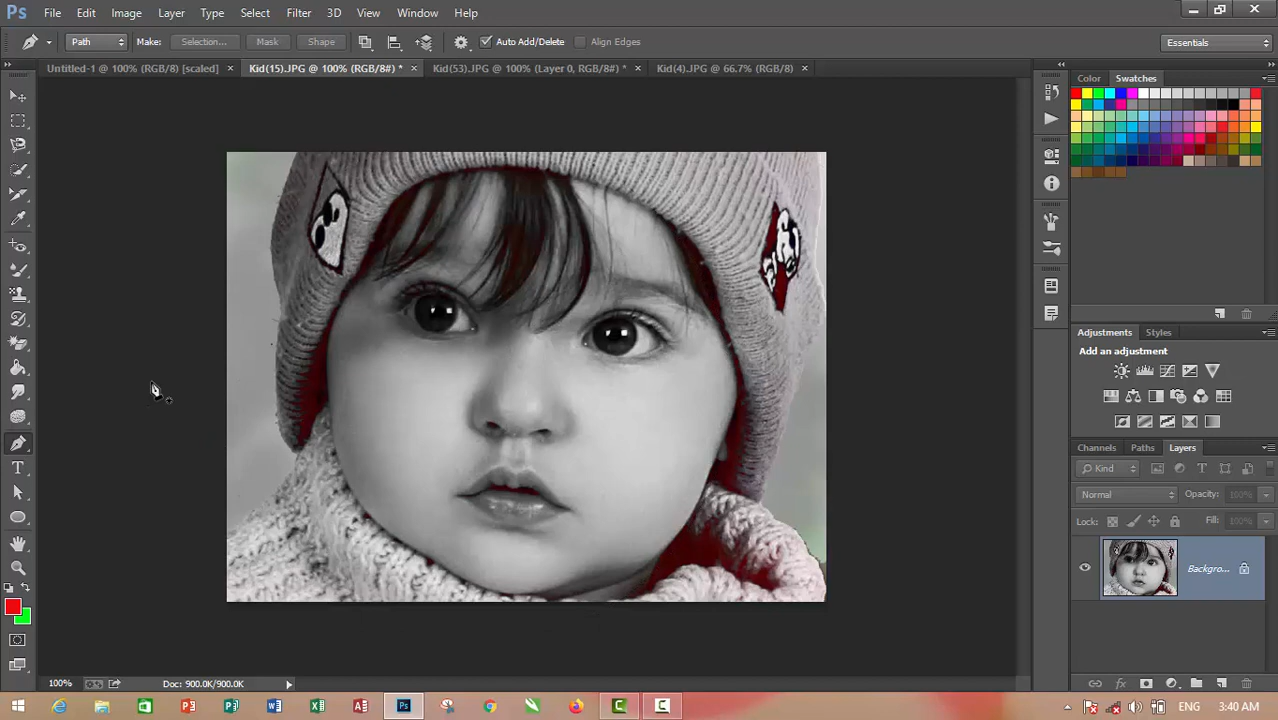 Ps File Edit Image Layer Type Select Filter 3D View Window Help
Path Make: Selection... Mask Shape Auto Add/Delete Align Edges Essentials
Untitled-1 @ 100% (RGB/8) [scaled] × Kid(15).JPG @ 100% (RGB/8#) * × Kid(53).JPG @ 100% (Layer 0, RGB/8#) * × Kid(4).JPG @ 66.7% (RGB/8) ×
Color Swatches
Adjustments Styles
Add an adjustment
Channels Paths Layers
Kind
Normal Opacity: 100%
Lock: Fill: 100%
Backgro...
100% Doc: 900.0K/900.0K
ENG 3:40 AM